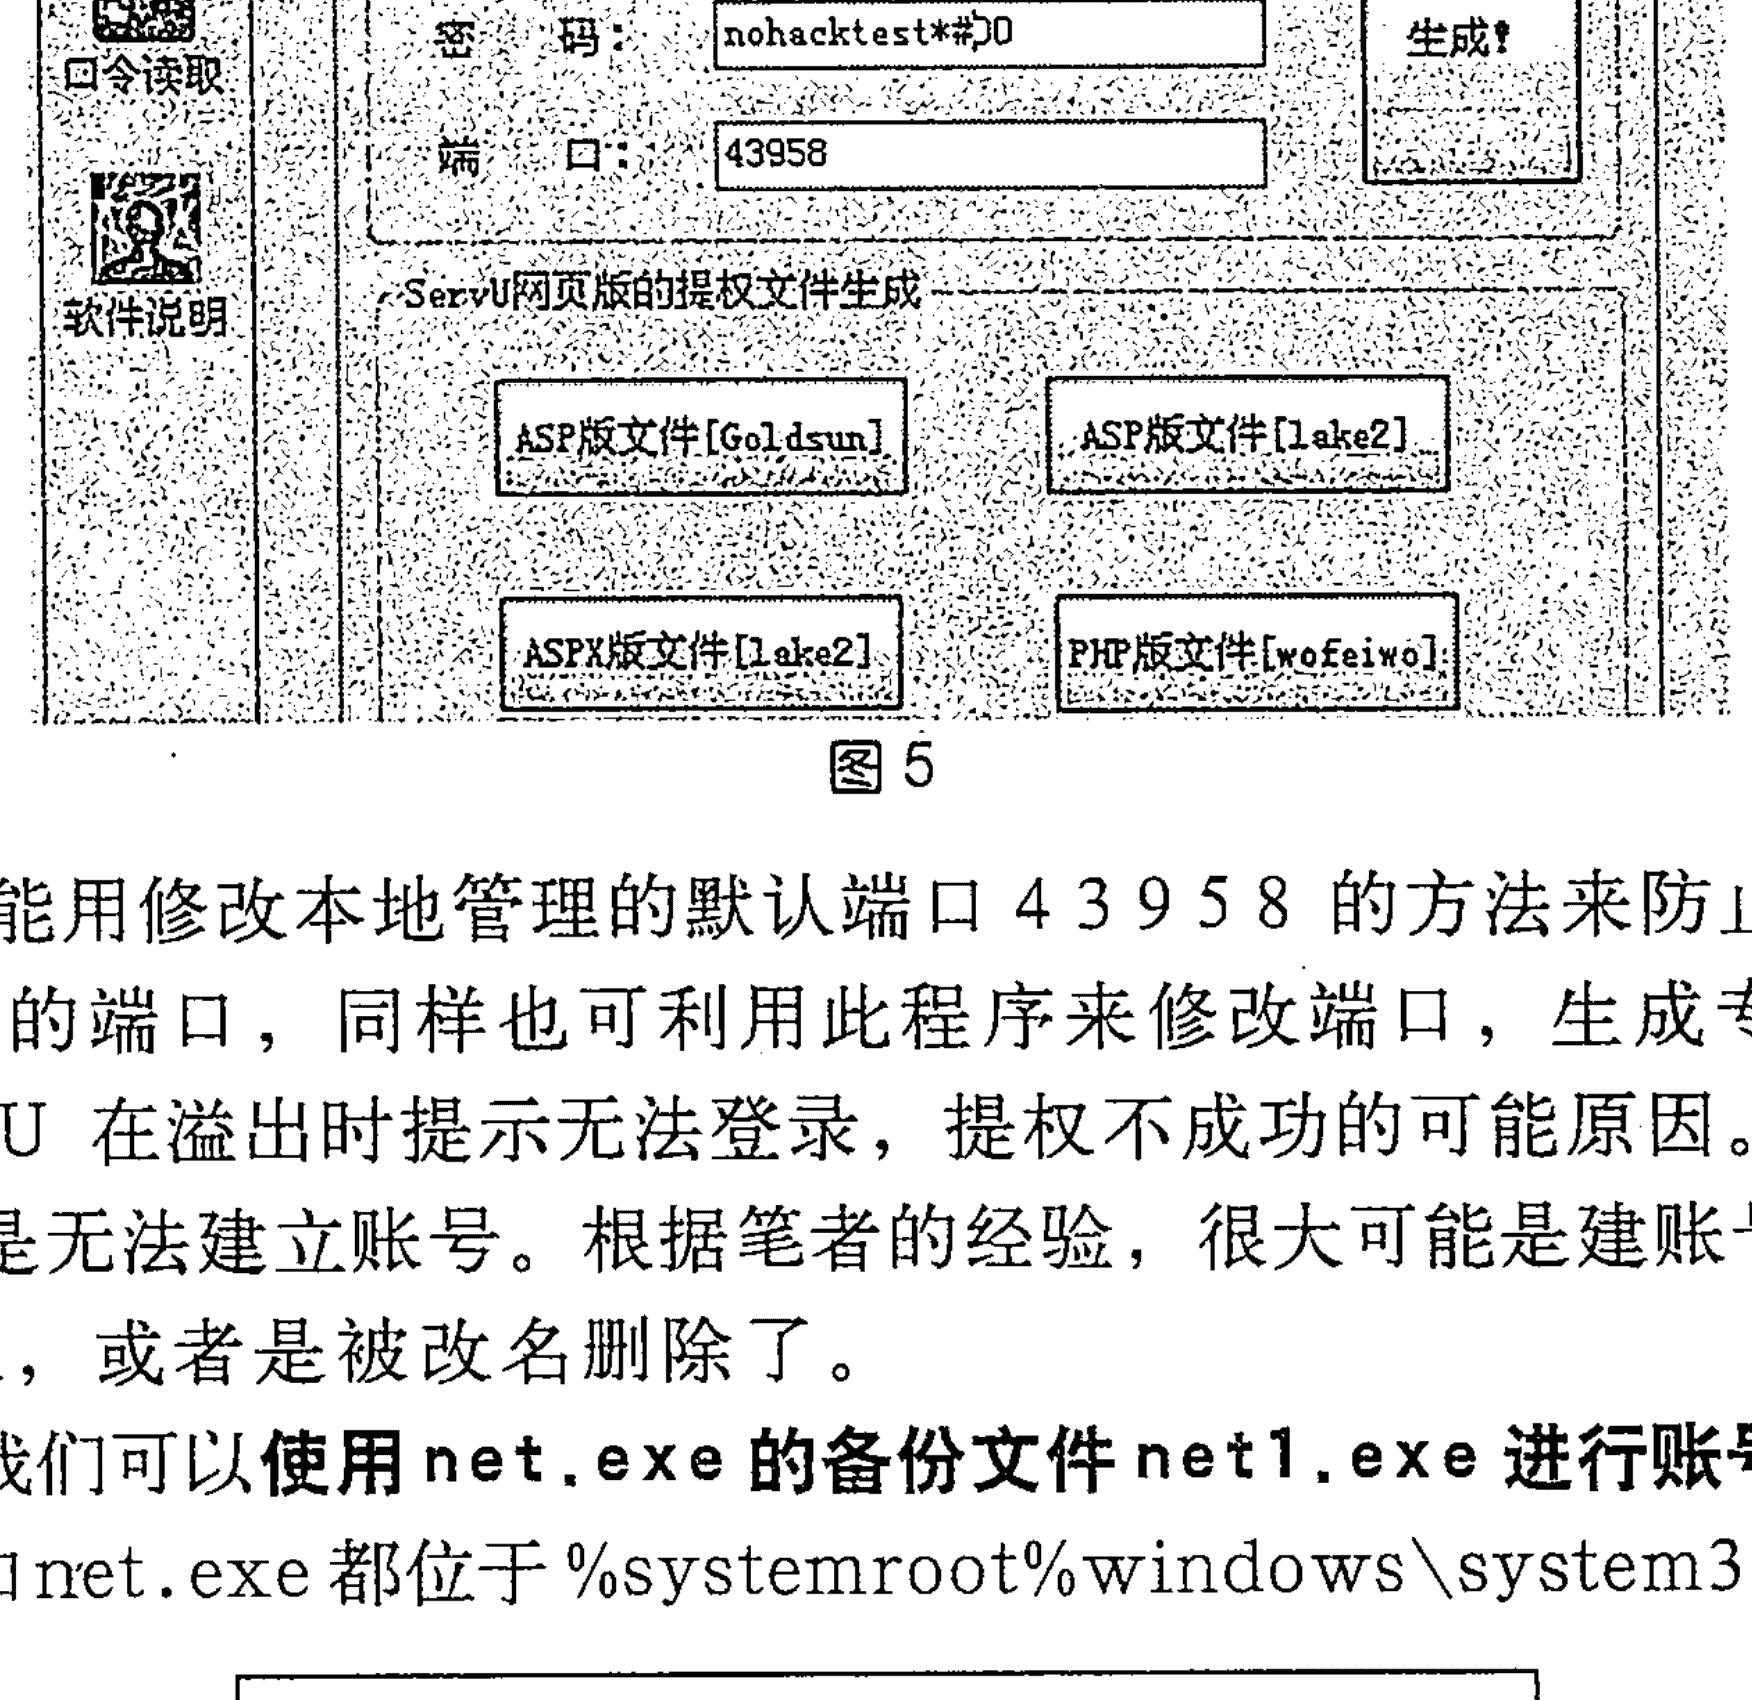 密 码：
生成！
口令读取
端 口：
43958
ServU网页版的提权文件生成
软件说明
ASP版文件[Goldsun]
ASP版文件[lake2]
ASPX版文件[lake2]
PHP版文件[wofeiwo]
图 5
能用修改本地管理的默认端口 4 3 9 5 8 的方法来防止
的端口，同样也可利用此程序来修改端口，生成专
U 在溢出时提示无法登录，提权不成功的可能原因。
是无法建立账号。根据笔者的经验，很大可能是建账号
，或者是被改名删除了。
我们可以使用 net.exe 的备份文件 net1.exe 进行账号
net.exe 都位于 %systemroot%windows\system3